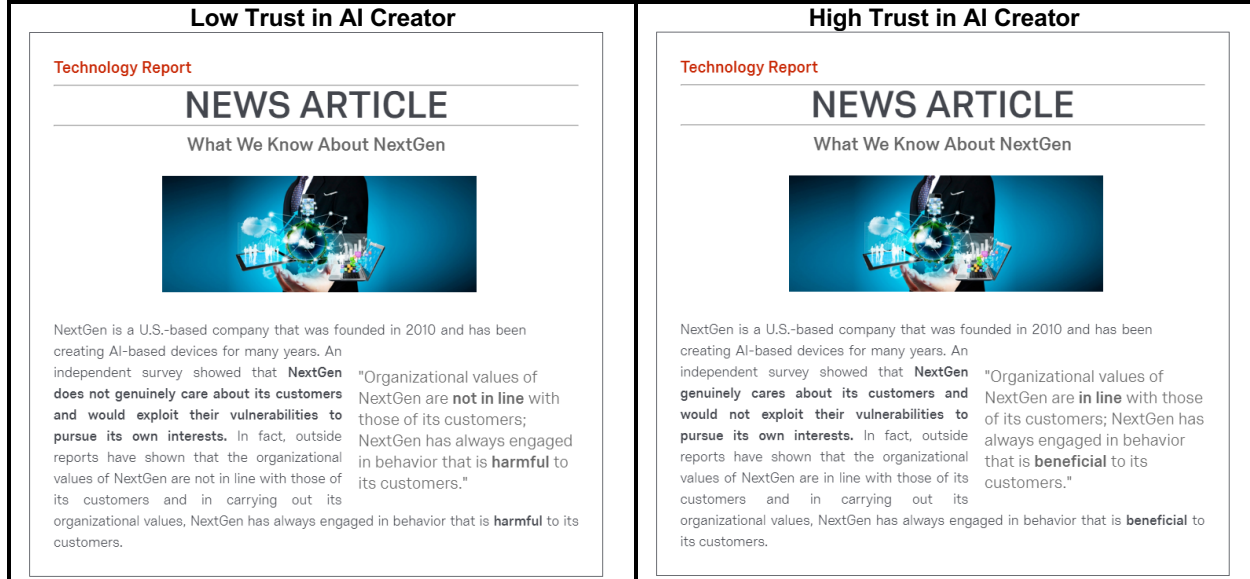 Low Trust in AI Creator
Technology Report
NEWS ARTICLE
What We Know About NextGen
NextGen is a U.S.-based company that was founded in 2010 and has been
creating AI-based devices for many years. An
independent survey showed that NextGen
does not genuinely care about its customers
and would exploit their vulnerabilities to
pursue its own interests. In fact, outside
reports have shown that the organizational
values of NextGen are not in line with those of
its customers and in carrying out its
"Organizational values of
NextGen are not in line with
those of its customers;
NextGen has always engaged
in behavior that is harmful to
its customers."
organizational values, NextGen has always engaged in behavior that is harmful to its
customers.
High Trust in AI Creator
Technology Report
NEWS ARTICLE
What We Know About NextGen
NextGen is a U.S.-based company that was founded in 2010 and has been
creating AI-based devices for many years. An
independent survey showed that NextGen
genuinely cares about its customers and
would not exploit their vulnerabilities to
pursue its own interests. In fact, outside
reports have shown that the organizational
values of NextGen are in line with those of its
customers and in carrying out its
"Organizational values of
NextGen are in line with those
of its customers; NextGen has
always engaged in behavior
that is beneficial to its
customers."
organizational values, NextGen has always engaged in behavior that is beneficial to
its customers.